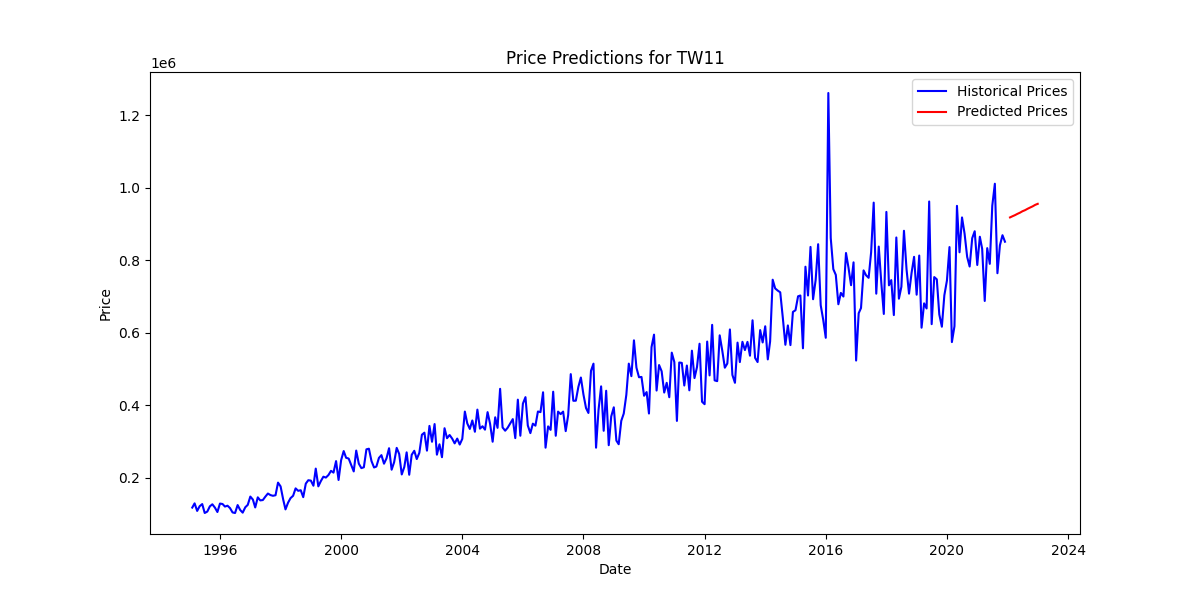 Price Predictions for TW11
1e6
Historical Prices
Predicted Prices
1.2
1.0
0.8
0.6
0.4
0.2
Price
1996 2000 2004 2008 2012 2016 2020 2024
Date